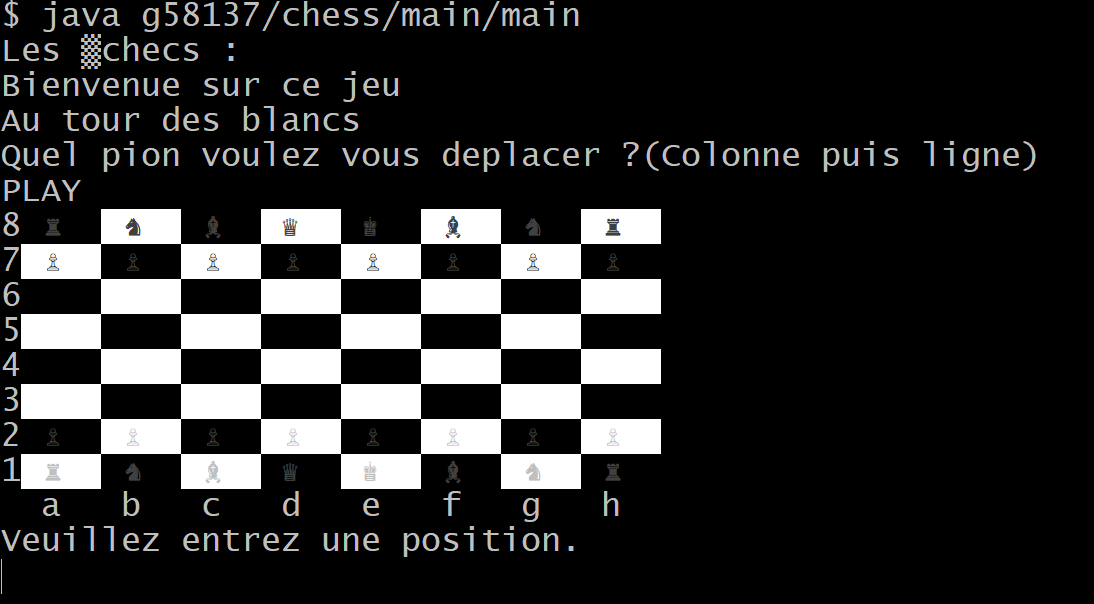 $ java g58137/chess/main/main
Les ▒checs :
Bienvenue sur ce jeu
Au tour des blancs
Quel pion voulez vous deplacer ?(Colonne puis ligne)
PLAY
8 ♜ ♞ ♝ ♛ ♚ ♝ ♞ ♜
7 ♙ ♙ ♙ ♙ ♙ ♙ ♙ ♙
6
5
4
3
2 ♙ ♙ ♙ ♙ ♙ ♙ ♙ ♙
1 ♜ ♞ ♝ ♛ ♚ ♝ ♞ ♜
a b c d e f g h
Veuillez entrez une position.